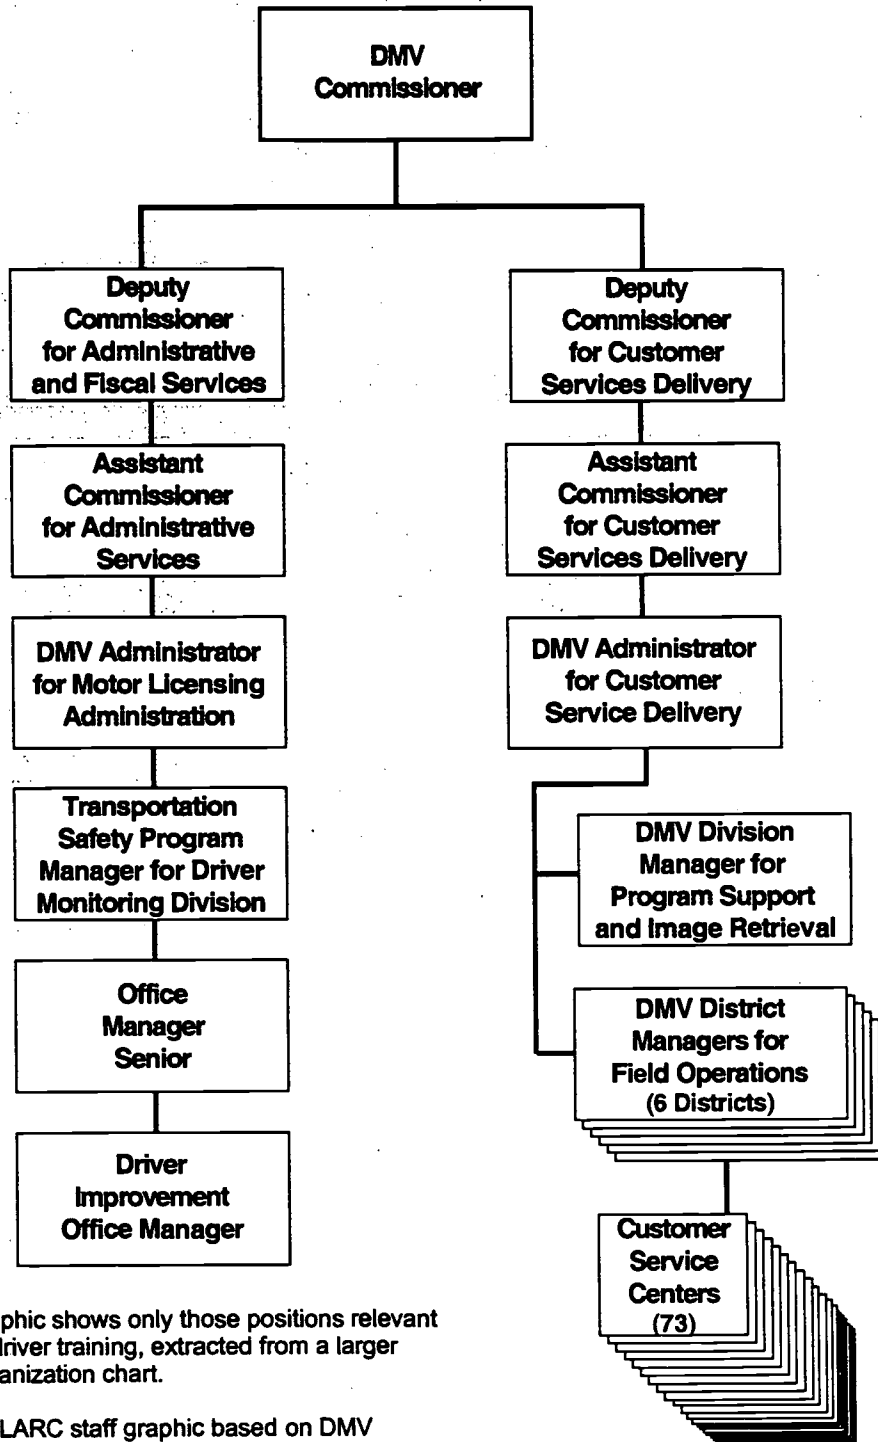 DMV
Commissioner
Deputy
Commissioner
for Administrative
and Fiscal Services
Deputy
Commissioner
for Customer
Services Delivery
Assistant
Commissioner
for Administrative
Services
Assistant
Commissioner
for Customer
Services Delivery
DMV Administrator
for Motor Licensing
Administration
DMV Administrator
for Customer
Service Delivery
Transportation
Safety Program
Manager for Driver
Monitoring Division
DMV Division
Manager for
Program Support
and Image Retrieval
Office
Manager
Senior
DMV District
Managers for
Field Operations
(6 Districts)
Driver
Improvement
Office Manager
Customer
Service
Centers
(73)
phic shows only those positions relevant
driver training, extracted from a larger
anization chart.
LARC staff graphic based on DMV